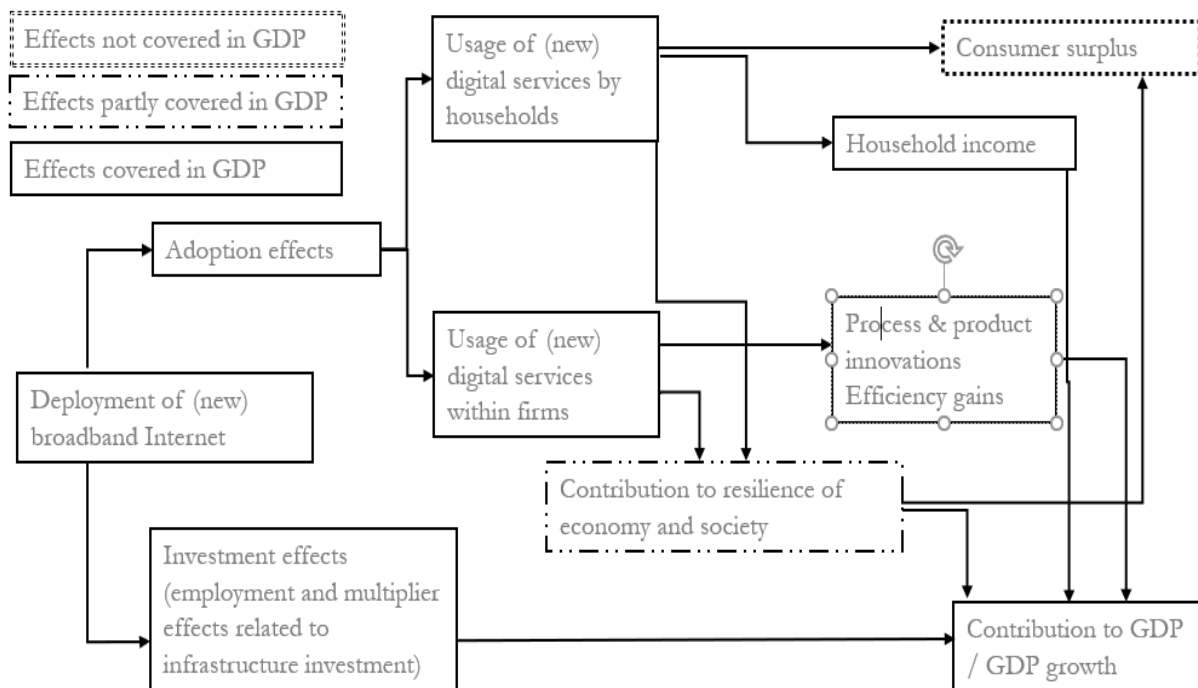 Effects not covered in GDP
Effects partly covered in GDP
Effects covered in GDP
Usage of (new)
digital services by
households
Consumer surplus
Household income
Adoption effects
Usage of (new)
digital services
within firms
Process & product
innovations
Efficiency gains
Deployment of (new)
broadband Internet
Contribution to resilience of
economy and society
Investment effects
(employment and multiplier
effects related to
infrastructure investment)
Contribution to GDP
/ GDP growth